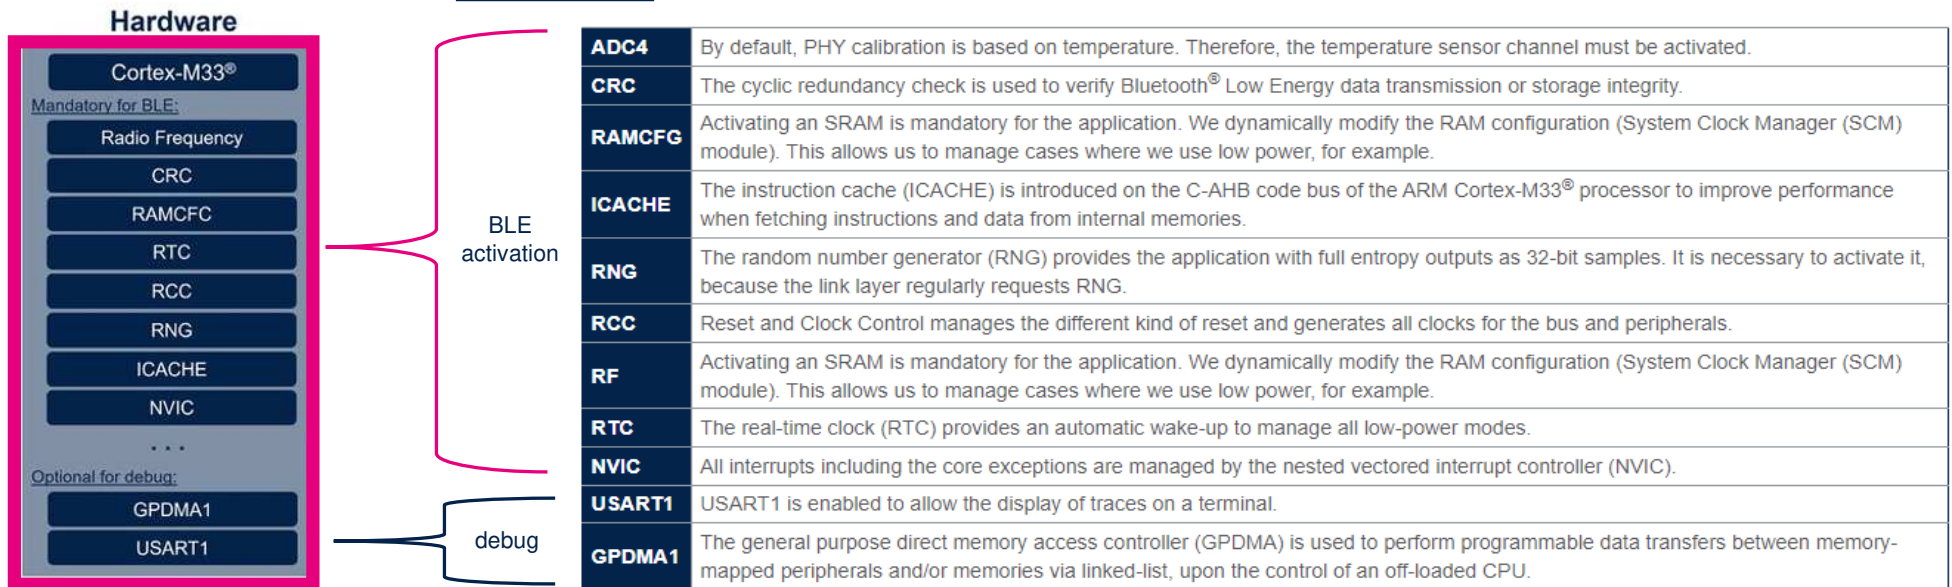 Hardware
Cortex-M33®
Mandatory for BLE:
Radio Frequency
CRC
RAMCFC
RTC
RCC
RNG
ICACHE
NVIC
...
Optional for debug:
GPDMA1
USART1
BLE
activation
debug
ADC4 By default, PHY calibration is based on temperature. Therefore, the temperature sensor channel must be activated.
CRC The cyclic redundancy check is used to verify Bluetooth® Low Energy data transmission or storage integrity.
RAMCFG Activating an SRAM is mandatory for the application. We dynamically modify the RAM configuration (System Clock Manager (SCM)
module). This allows us to manage cases where we use low power, for example.
ICACHE The instruction cache (ICACHE) is introduced on the C-AHB code bus of the ARM Cortex-M33® processor to improve performance
when fetching instructions and data from internal memories.
RNG The random number generator (RNG) provides the application with full entropy outputs as 32-bit samples. It is necessary to activate it,
because the link layer regularly requests RNG.
RCC Reset and Clock Control manages the different kind of reset and generates all clocks for the bus and peripherals.
RF Activating an SRAM is mandatory for the application. We dynamically modify the RAM configuration (System Clock Manager (SCM)
module). This allows us to manage cases where we use low power, for example.
RTC The real-time clock (RTC) provides an automatic wake-up to manage all low-power modes.
NVIC All interrupts including the core exceptions are managed by the nested vectored interrupt controller (NVIC).
USART1 USART1 is enabled to allow the display of traces on a terminal.
GPDMA1 The general purpose direct memory access controller (GPDMA) is used to perform programmable data transfers between memory-
mapped peripherals and/or memories via linked-list, upon the control of an off-loaded CPU.